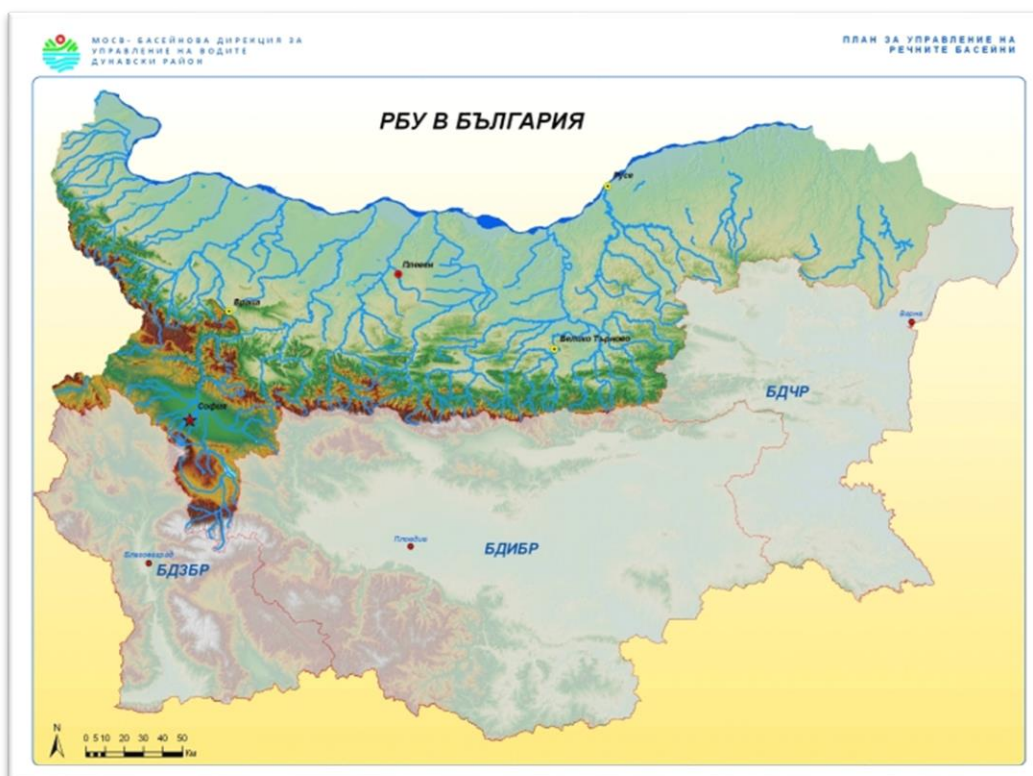 МОСВ- БАСЕЙНОВА ДИРЕКЦИЯ ЗА
УПРАВЛЕНИЕ НА ВОДИТЕ
ДУНАВСКИ РАЙОН
ПЛАН ЗА УПРАВЛЕНИЕ НА
РЕЧНИТЕ БАСЕЙНИ
РБУ В БЪЛГАРИЯ
Русе
Плевен
Враца
Велико Търново
Варна
БДЧР
София
Пловдив
БДИБР
Благоевград
БДЗБР
N
0 5 10 20 30 40 50
Км